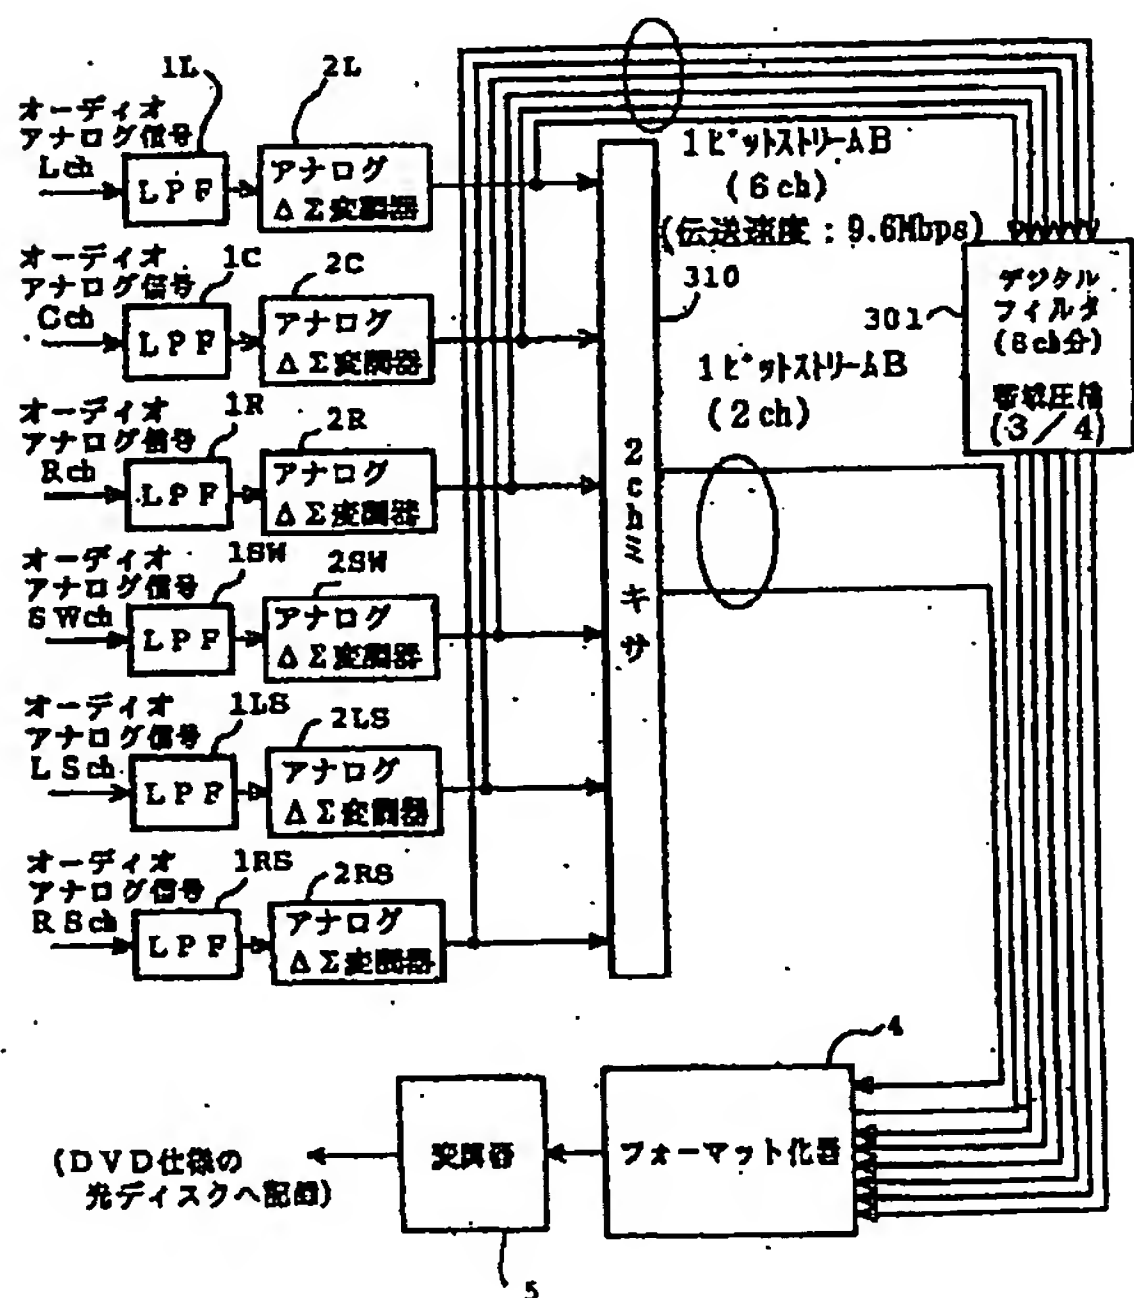 1L
2L
オーディオ
アナログ信号
Lch
LPF
アナログ
ΔΣ変調器
1ビットストリームB
(6ch)
(伝送速度：9.6Mbps)
オーディオ
アナログ信号
Cch
1C
LPF
2C
アナログ
ΔΣ変調器
310
301
デジタル
フィルタ
(8ch分)
帯域圧縮
(3／4)
1ビットストリームB
(2ch)
オーディオ
アナログ信号
Rch
1R
LPF
2R
アナログ
ΔΣ変調器
2chミキサ
オーディオ
アナログ信号
SWch
1SW
LPF
2SW
アナログ
ΔΣ変調器
オーディオ
アナログ信号
LSch
1LS
LPF
2LS
アナログ
ΔΣ変調器
オーディオ
アナログ信号
RSch
1RS
LPF
2RS
アナログ
ΔΣ変調器
4
フォーマット化器
変調器
5
(DVD仕様の
光ディスクへ記録)